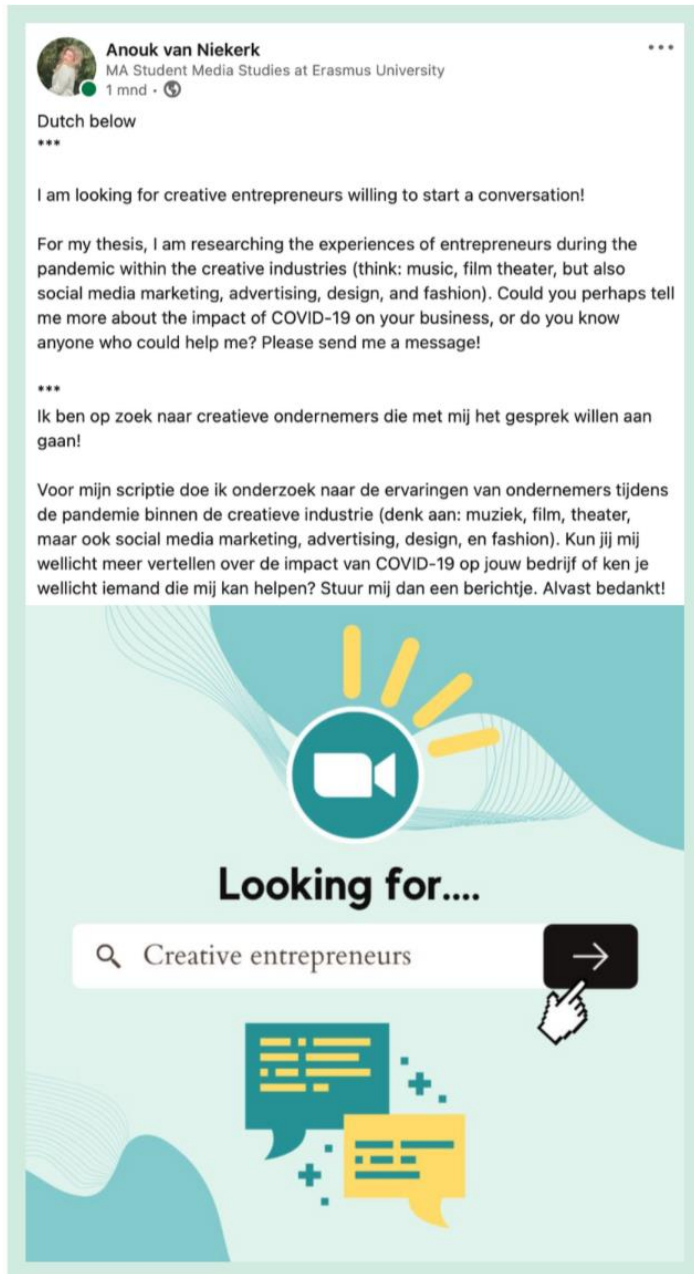 Anouk van Niekerk
MA Student Media Studies at Erasmus University
1 mnd •
Dutch below
***
I am looking for creative entrepreneurs willing to start a conversation!
For my thesis, I am researching the experiences of entrepreneurs during the
pandemic within the creative industries (think: music, film theater, but also
social media marketing, advertising, design, and fashion). Could you perhaps tell
me more about the impact of COVID-19 on your business, or do you know
anyone who could help me? Please send me a message!
***
Ik ben op zoek naar creatieve ondernemers die met mij het gesprek willen aan
gaan!
Voor mijn scriptie doe ik onderzoek naar de ervaringen van ondernemers tijdens
de pandemie binnen de creatieve industrie (denk aan: muziek, film, theater,
maar ook social media marketing, advertising, design, en fashion). Kun jij mij
wellicht meer vertellen over de impact van COVID-19 op jouw bedrijf of ken je
wellicht iemand die mij kan helpen? Stuur mij dan een berichtje. Alvast bedankt!
Looking for....
Creative entrepreneurs